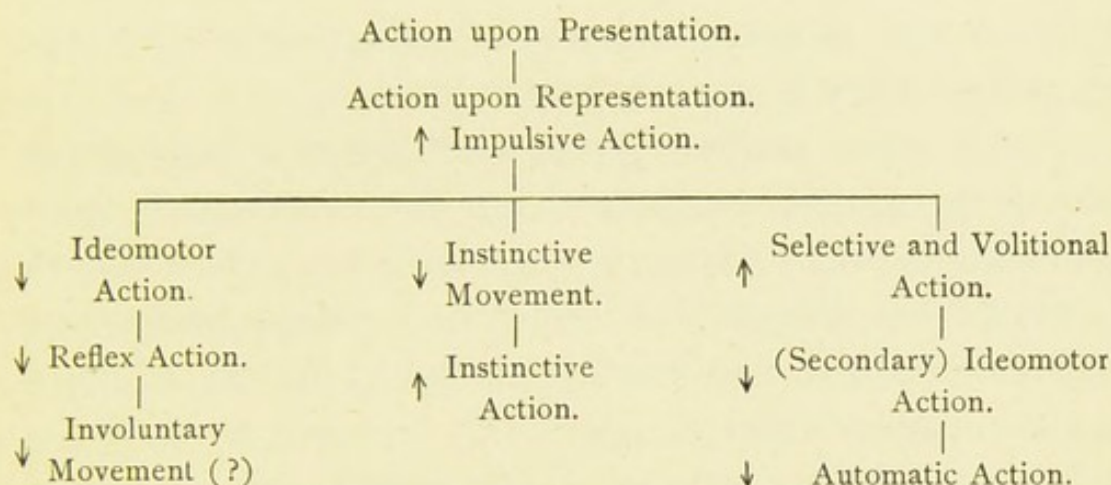 Action upon Presentation.
Action upon Representation.
↑ Impulsive Action.
Ideomotor
↓ Action.
↓ Reflex Action.
Involuntary
↓ Movement (?)
Instinctive
↓ Movement.
Instinctive
↑ Action.
Selective and Volitional
↑ Action.
(Secondary) Ideomotor
↓ Action.
↓ Automatic Action.